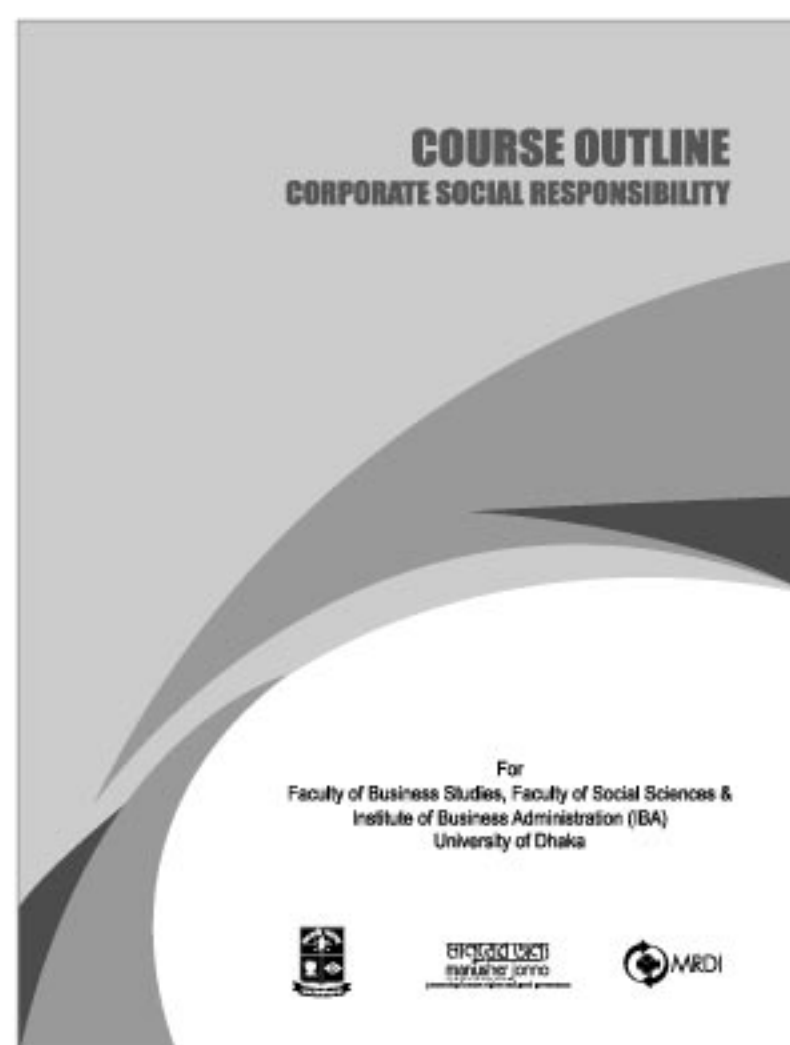 COURSE OUTLINE
CORPORATE SOCIAL RESPONSIBILITY
For
Faculty of Business Studies, Faculty of Social Sciences &
Institute of Business Administration (IBA)
University of Dhaka
মানুষের জন্য
manusher jonno
MRDI